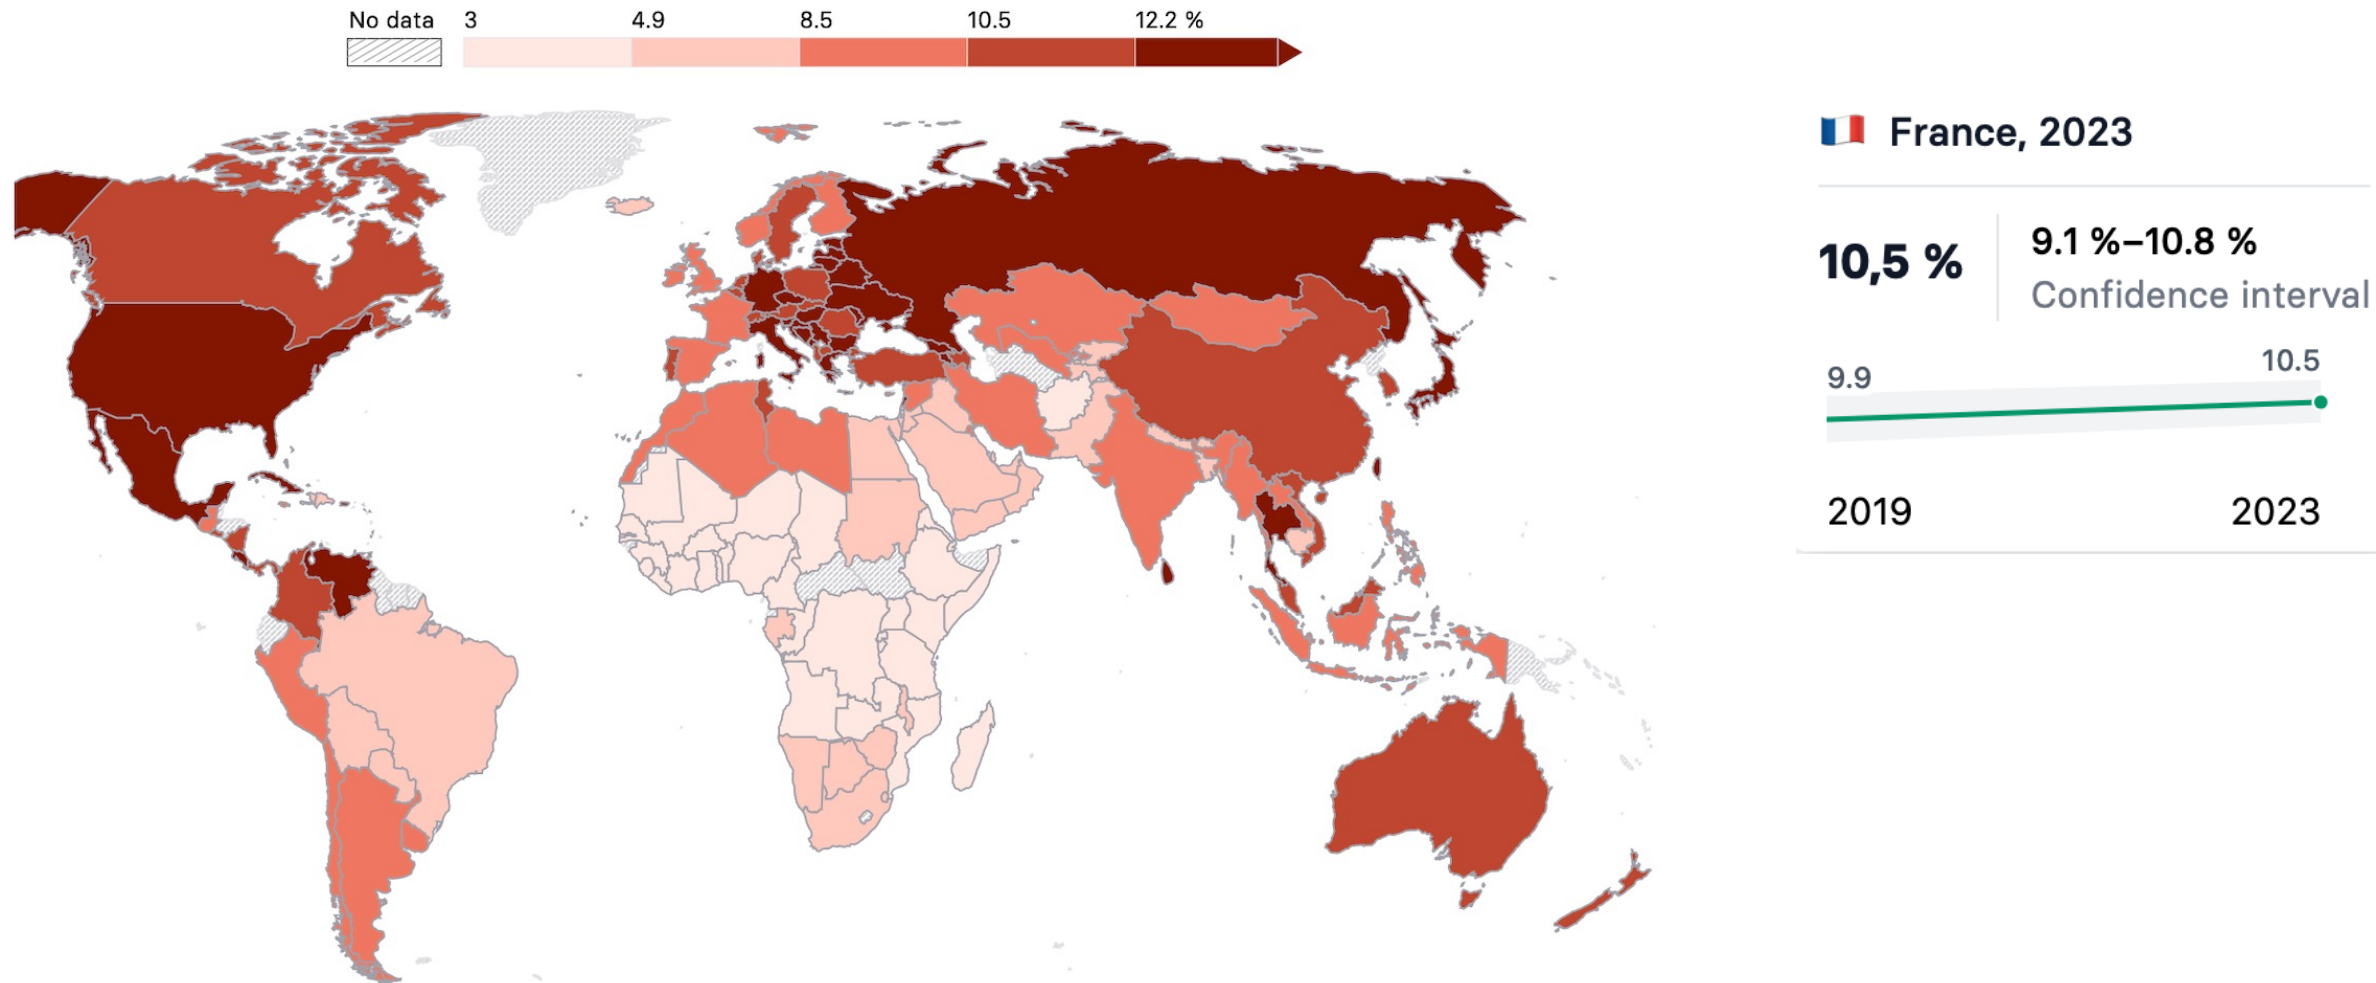 No data 3 4.9 8.5 10.5 12.2 %
France, 2023
10,5 %
9.1 %–10.8 %
Confidence interval
9.9 10.5
2019 2023